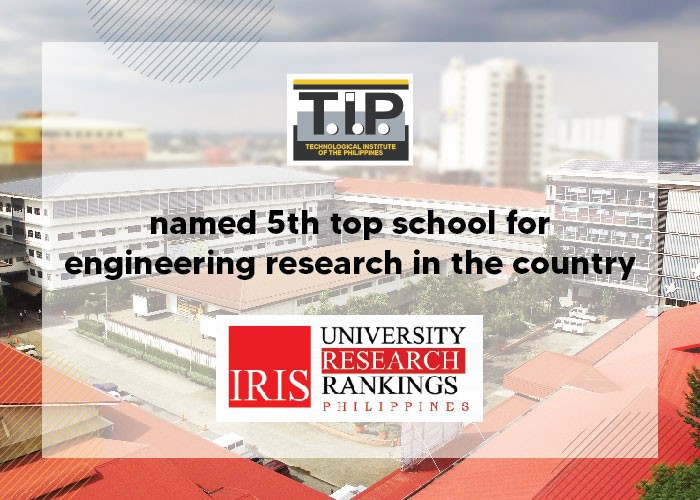 T.I.P
TECHNOLOGICAL INSTITUTE
OF THE PHILIPPINES
named 5th top school for
engineering research in the country
IRIS
UNIVERSITY
RESEARCH
RANKINGS
PHILIPPINES